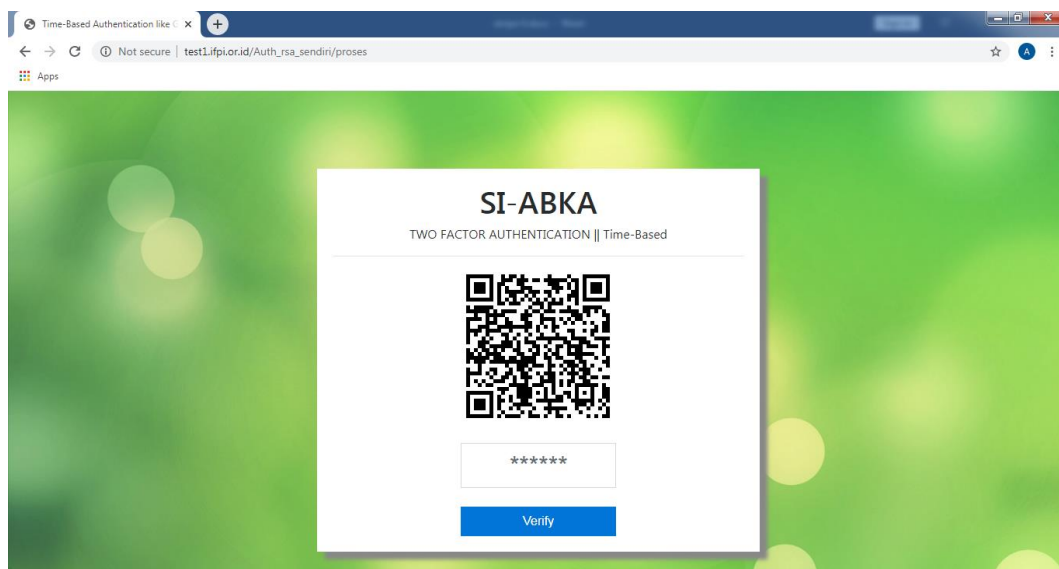 Time-Based Authentication like G
Not secure | test1.ifpi.or.id/Auth_rsa_sendiri/proses
A
Apps
SI-ABKA
TWO FACTOR AUTHENTICATION || Time-Based
******
Verify